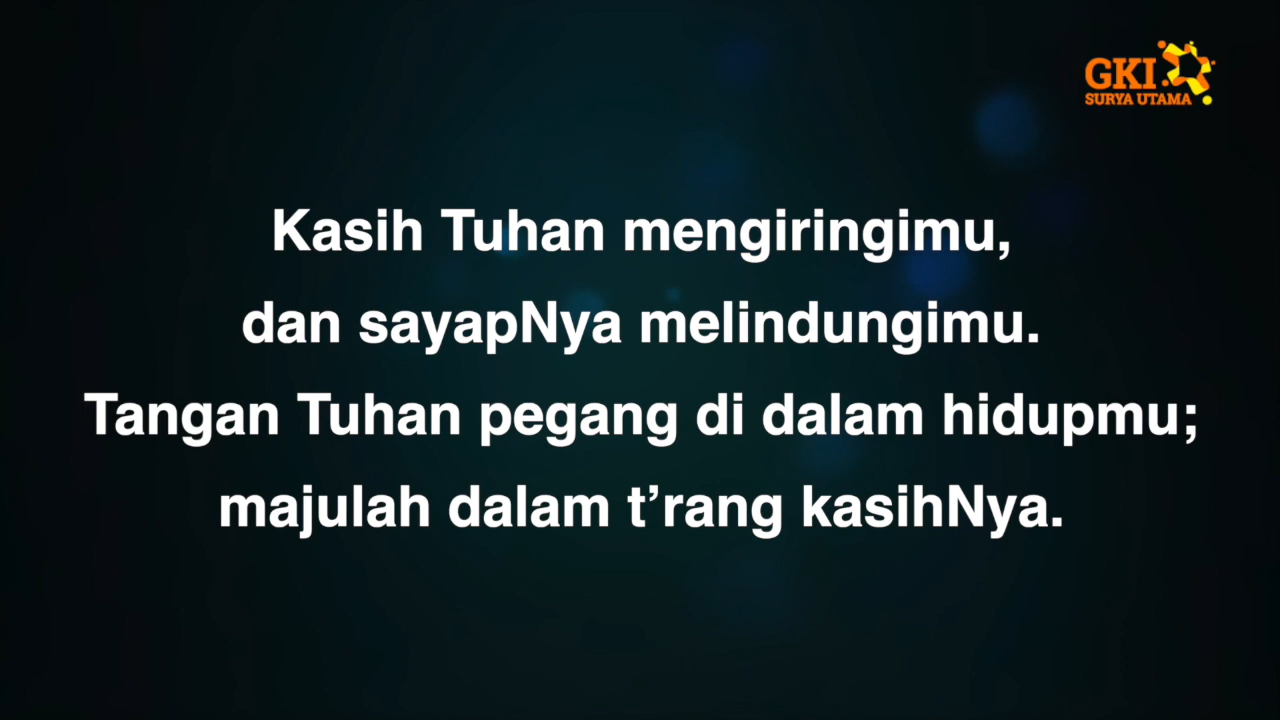 GKI
SURYA UTAMA
Kasih Tuhan mengiringimu,
dan sayapNya melindungimu.
Tangan Tuhan pegang di dalam hidupmu;
majulah dalam t’rang kasihNya.